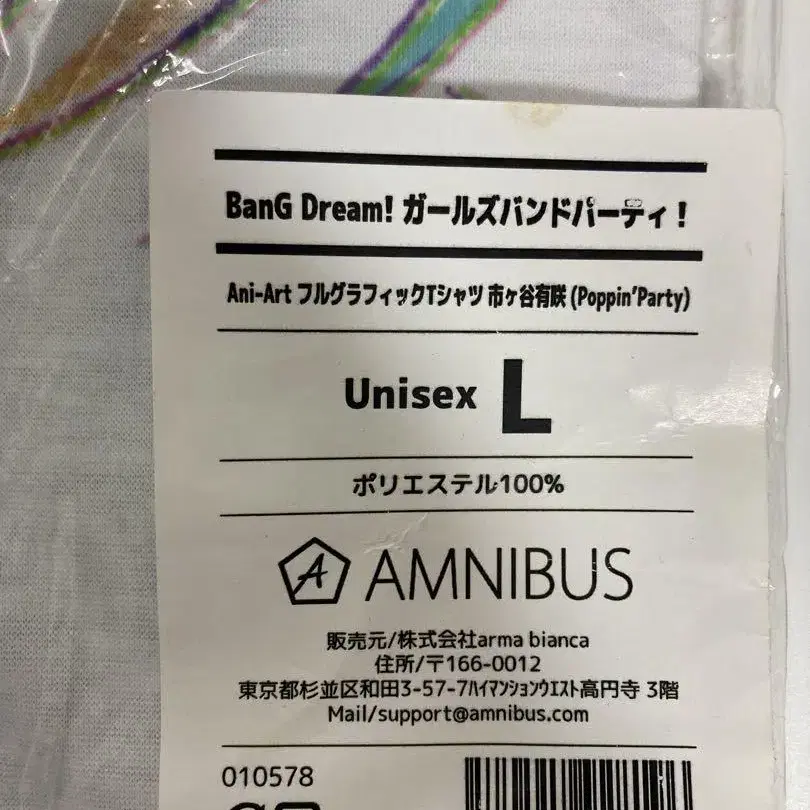 BanG Dream! ガールズバンドパーティ！
Ani-Art フルグラフィックTシャツ 市ヶ谷有咲 (Poppin'Party)
Unisex L
ポリエステル100%
AMNIBUS
販売元/株式会社arma bianca
住所/〒166-0012
東京都杉並区和田3-57-7ﾊｲﾏﾝｼｮﾝｳｴｽﾄ高円寺 3階
Mail/support@amnibus.com
010578